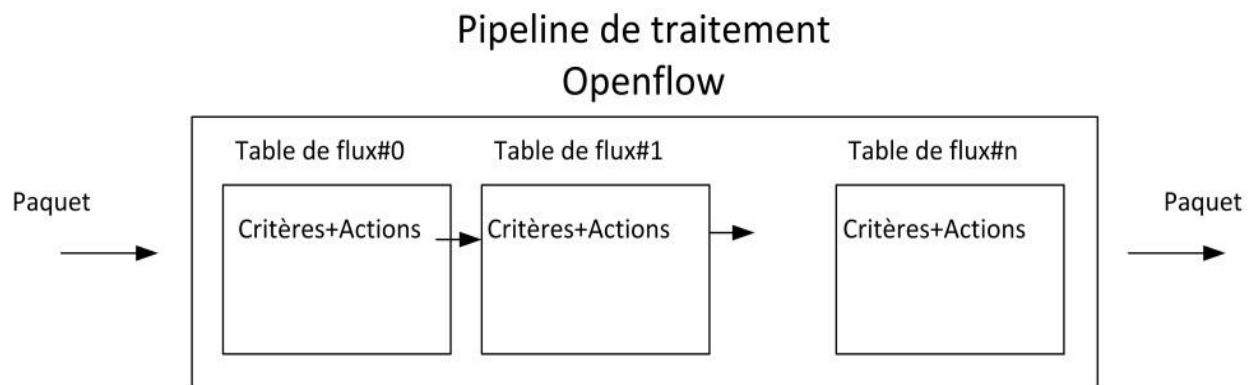 Pipeline de traitement
Openflow
Table de flux#0
Table de flux#1
Table de flux#n
Paquet
Critères+Actions
Critères+Actions
Critères+Actions
Paquet